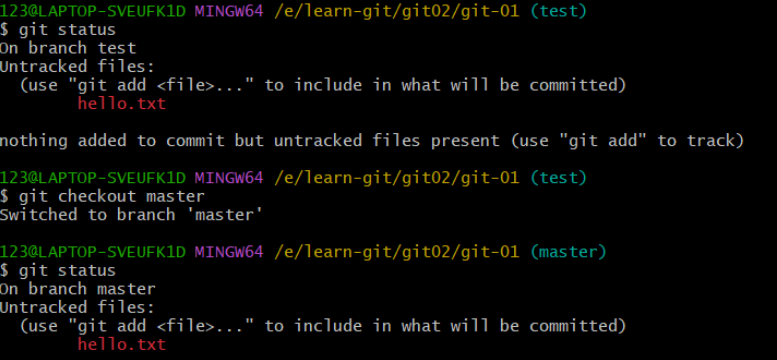 123@LAPTOP-SVEUFK1D MINGW64 /e/learn-git/git02/git-01 (test)
$ git status
On branch test
Untracked files:
  (use "git add <file>..." to include in what will be committed)
        hello.txt

nothing added to commit but untracked files present (use "git add" to track)

123@LAPTOP-SVEUFK1D MINGW64 /e/learn-git/git02/git-01 (test)
$ git checkout master
Switched to branch 'master'

123@LAPTOP-SVEUFK1D MINGW64 /e/learn-git/git02/git-01 (master)
$ git status
On branch master
Untracked files:
  (use "git add <file>..." to include in what will be committed)
        hello.txt